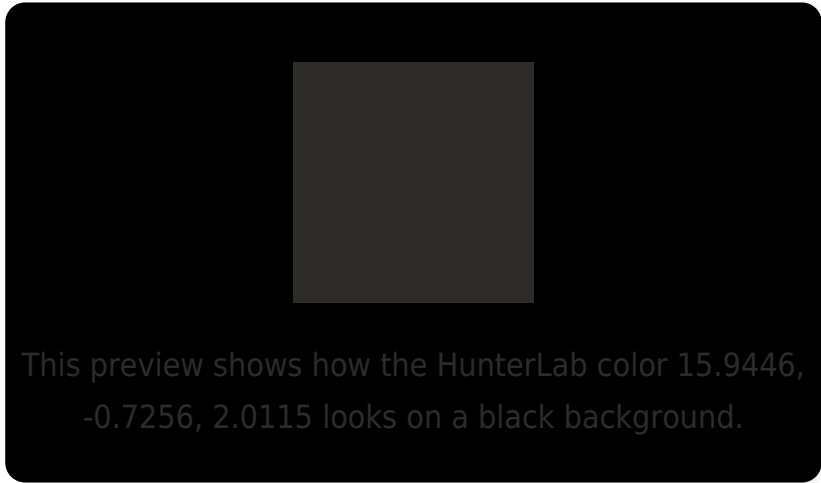 This preview shows how the HunterLab color 15.9446,
-0.7256, 2.0115 looks on a black background.